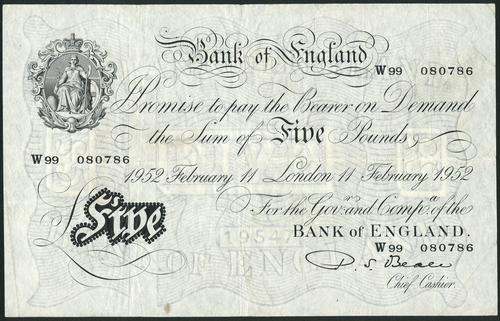 Bank of England
W99 080786
I Promise to pay the Bearer on Demand
the Sum of Five Pounds
W99 080786
1952 February 11 London 11 February 1952
For the Govr. and Compa. of the
£Five
BANK of ENGLAND.
W99 080786
P. S. Beale
Chief Cashier.